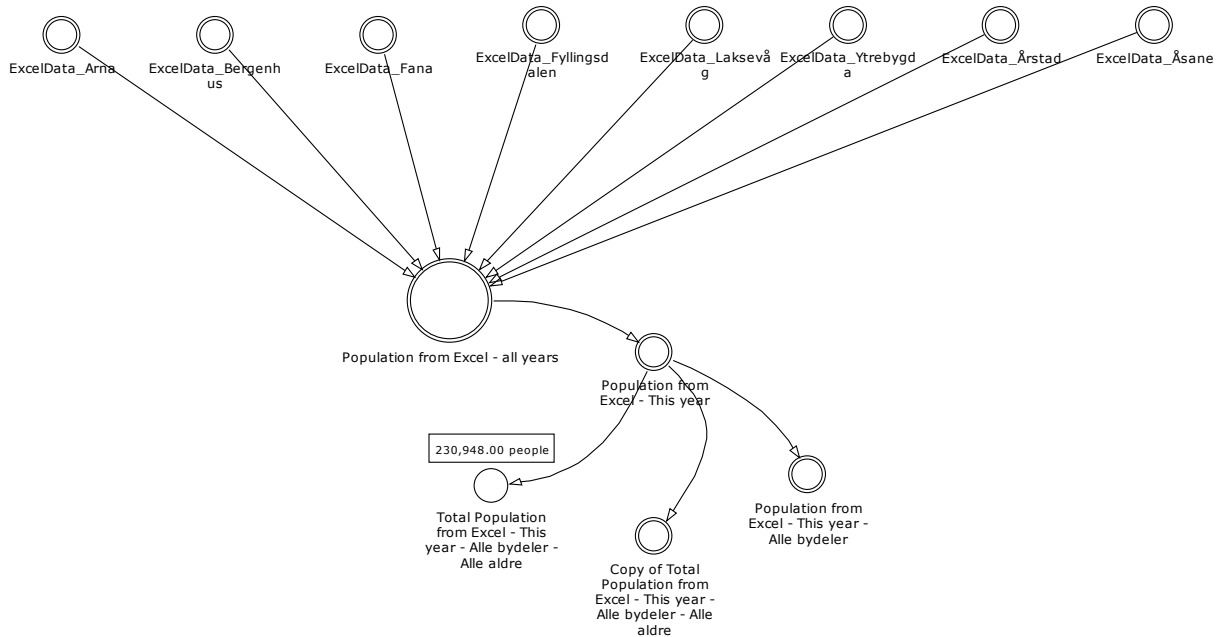 ExcelData_Arna
ExcelData_Bergenh
us
ExcelData_Fana
ExcelData_Fyllingsd
alen
ExcelData_Laksevå
g
ExcelData_Ytrebygd
a
ExcelData_Årstad
ExcelData_Åsane
Population from Excel - all years
Population from
Excel - This year
230,948.00 people
Total Population
from Excel - This
year - Alle bydeler -
Alle aldre
Copy of Total
Population from
Excel - This year -
Alle bydeler - Alle
aldre
Population from
Excel - This year -
Alle bydeler